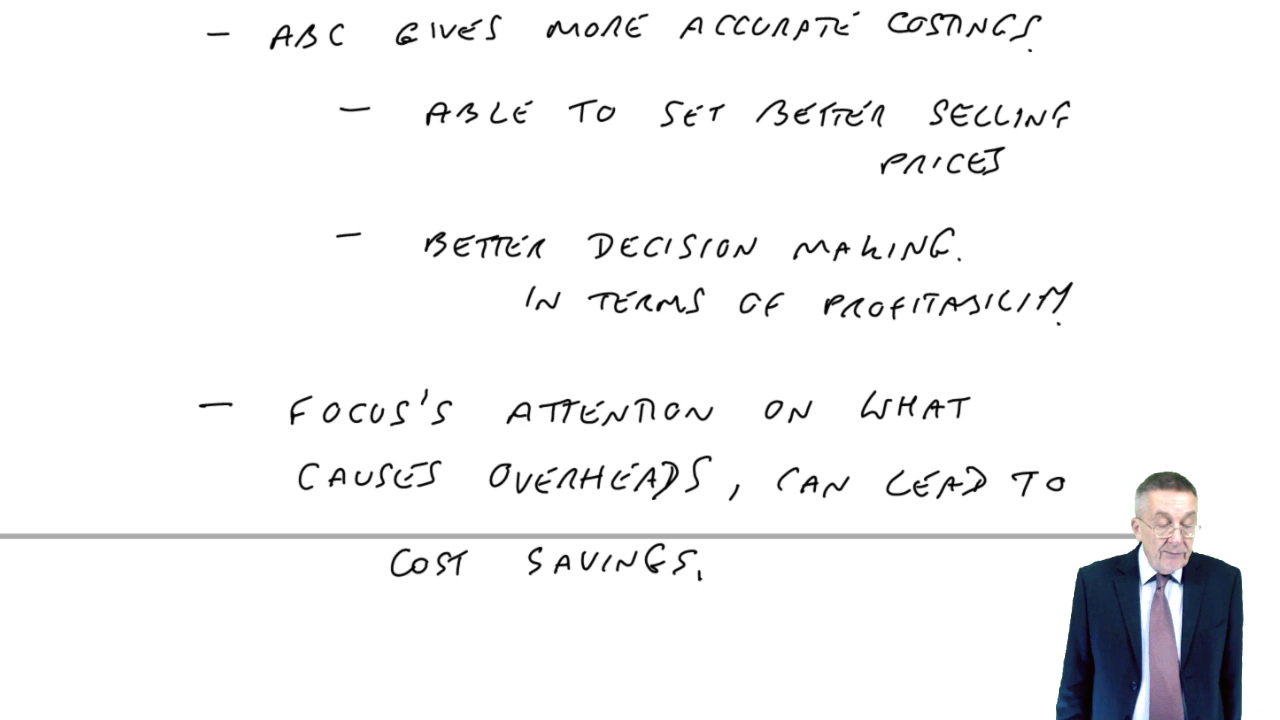 - ABC GIVES MORE ACCURATE COSTINGS.
- ABLE TO SET BETTER SELLING
PRICES
- BETTER DECISION MAKING.
IN TERMS OF PROFITABILITY.
- FOCUS'S ATTENTION ON WHAT
CAUSES OVERHEADS, CAN LEAD TO
COST SAVINGS.